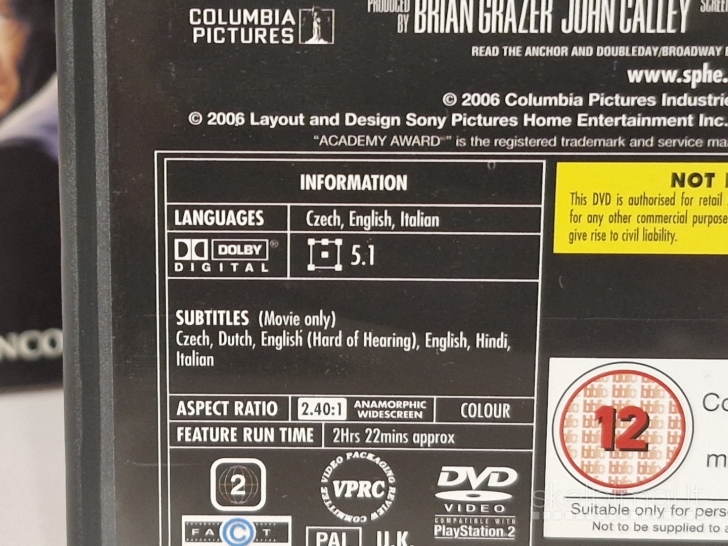 COLUMBIA
PICTURES
PRODUCED BY BRIAN GRAZER JOHN CALLEY
READ THE ANCHOR AND DOUBLEDAY/BROADWAY
www.sphe.
© 2006 Columbia Pictures Industri
© 2006 Layout and Design Sony Pictures Home Entertainment Inc.
"ACADEMY AWARD®" is the registered trademark and service ma
INFORMATION
LANGUAGES Czech, English, Italian
DOLBY®
DIGITAL
5.1
SUBTITLES (Movie only)
Czech, Dutch, English (Hard of Hearing), English, Hindi,
Italian
ASPECT RATIO 2.40:1 ANAMORPHIC WIDESCREEN COLOUR
FEATURE RUN TIME 2Hrs 22mins approx
2
VIDEO PACKAGING REVIEW COMMITTEE
VPRC
DVD
VIDEO
COMPATIBLE WITH
PlayStation.2
FACT
PAL U.K.
NOT
This DVD is authorised for retail
for any other commercial purpose
give rise to civil liability.
12
Co
m
Suitable only for pers
Not to be supplied to a
NCO